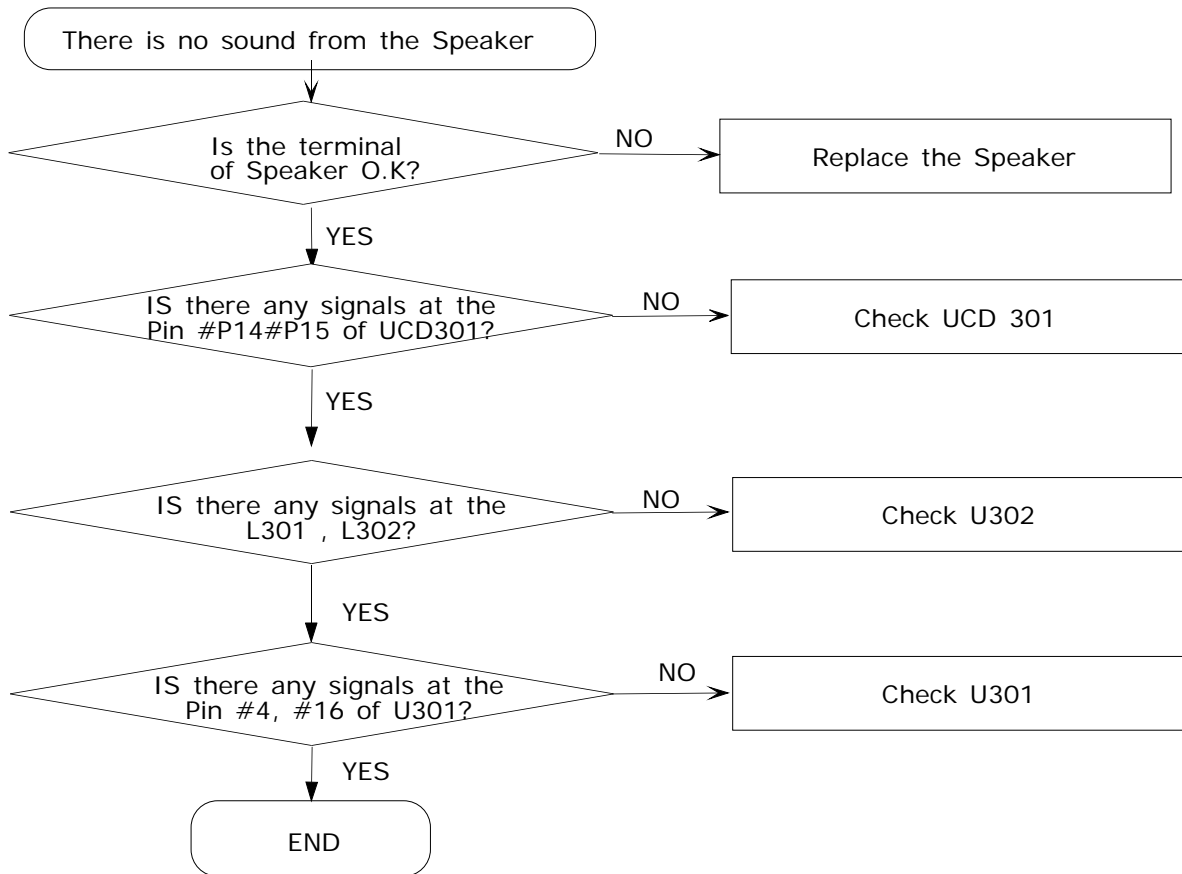 There is no sound from the Speaker
Is the terminal
of Speaker O.K?
NO
Replace the Speaker
YES
IS there any signals at the
Pin #P14#P15 of UCD301?
NO
Check UCD 301
YES
IS there any signals at the
L301 , L302?
NO
Check U302
YES
IS there any signals at the
Pin #4, #16 of U301?
NO
Check U301
YES
END